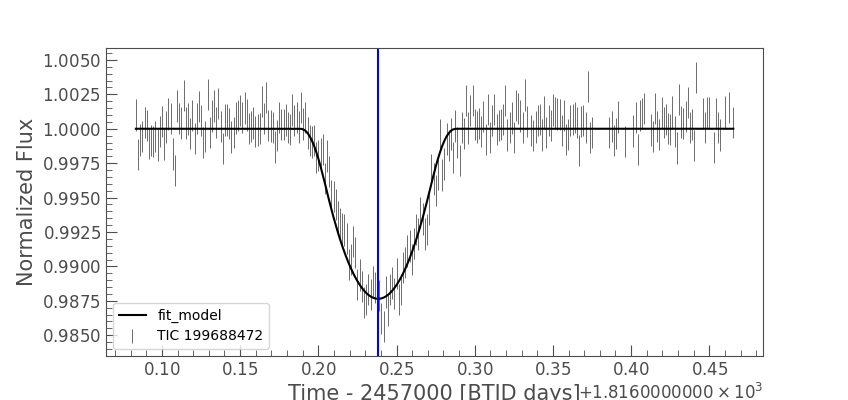 1.0050
1.0025
1.0000
0.9975
0.9950
0.9925
0.9900
0.9875
0.9850
Normalized Flux
fit_model
TIC 199688472
0.10 0.15 0.20 0.25 0.30 0.35 0.40 0.45
Time - 2457000 [BTJD days]
+1.8160000000 × 10³